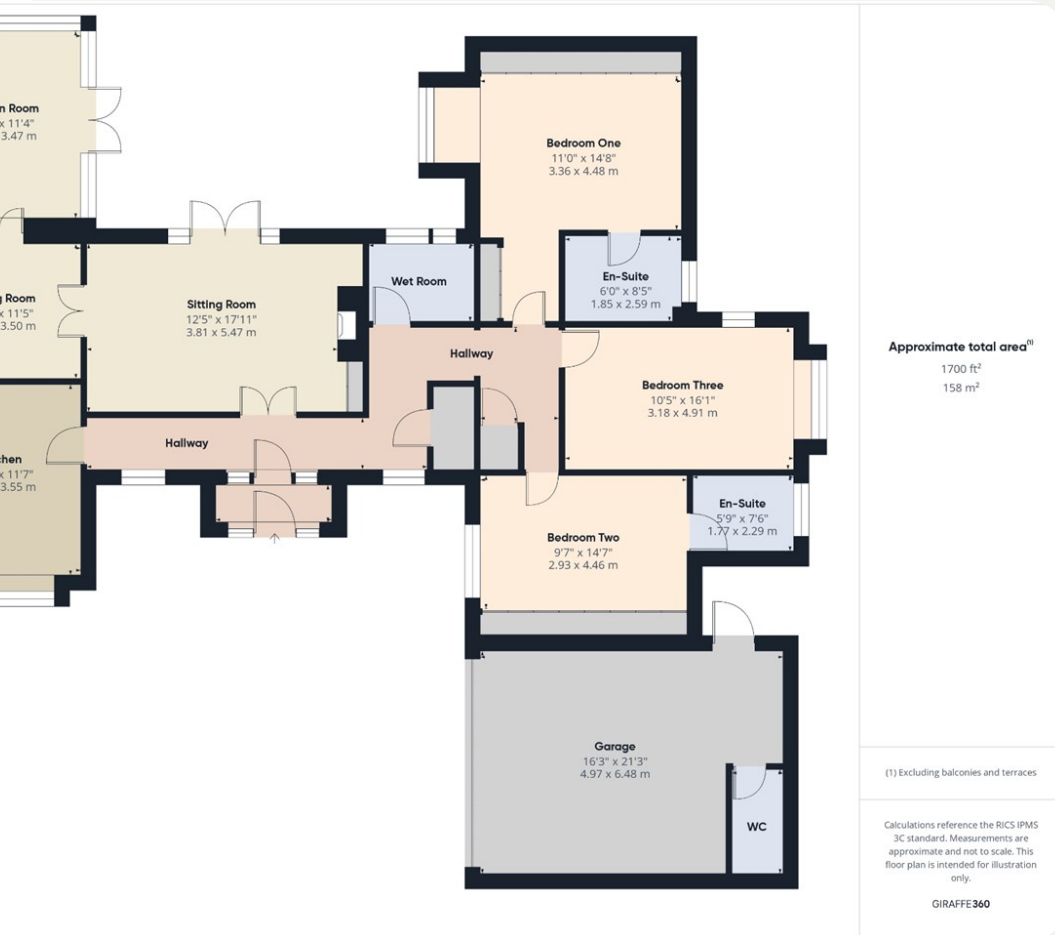 n Room
x 11'4"
3.47 m
Bedroom One
11'0" x 14'8"
3.36 x 4.48 m
g Room
x 11'5"
3.50 m
Sitting Room
12'5" x 17'11"
3.81 x 5.47 m
Wet Room
En-Suite
6'0" x 8'5"
1.85 x 2.59 m
Hallway
Bedroom Three
10'5" x 16'1"
3.18 x 4.91 m
Hallway
chen
x 11'7"
3.55 m
Bedroom Two
9'7" x 14'7"
2.93 x 4.46 m
En-Suite
5'9" x 7'6"
1.77 x 2.29 m
Garage
16'3" x 21'3"
4.97 x 6.48 m
WC
Approximate total area(1)
1700 ft²
158 m²
(1) Excluding balconies and terraces
Calculations reference the RICS IPMS
3C standard. Measurements are
approximate and not to scale. This
floor plan is intended for illustration
only.
GIRAFFE360